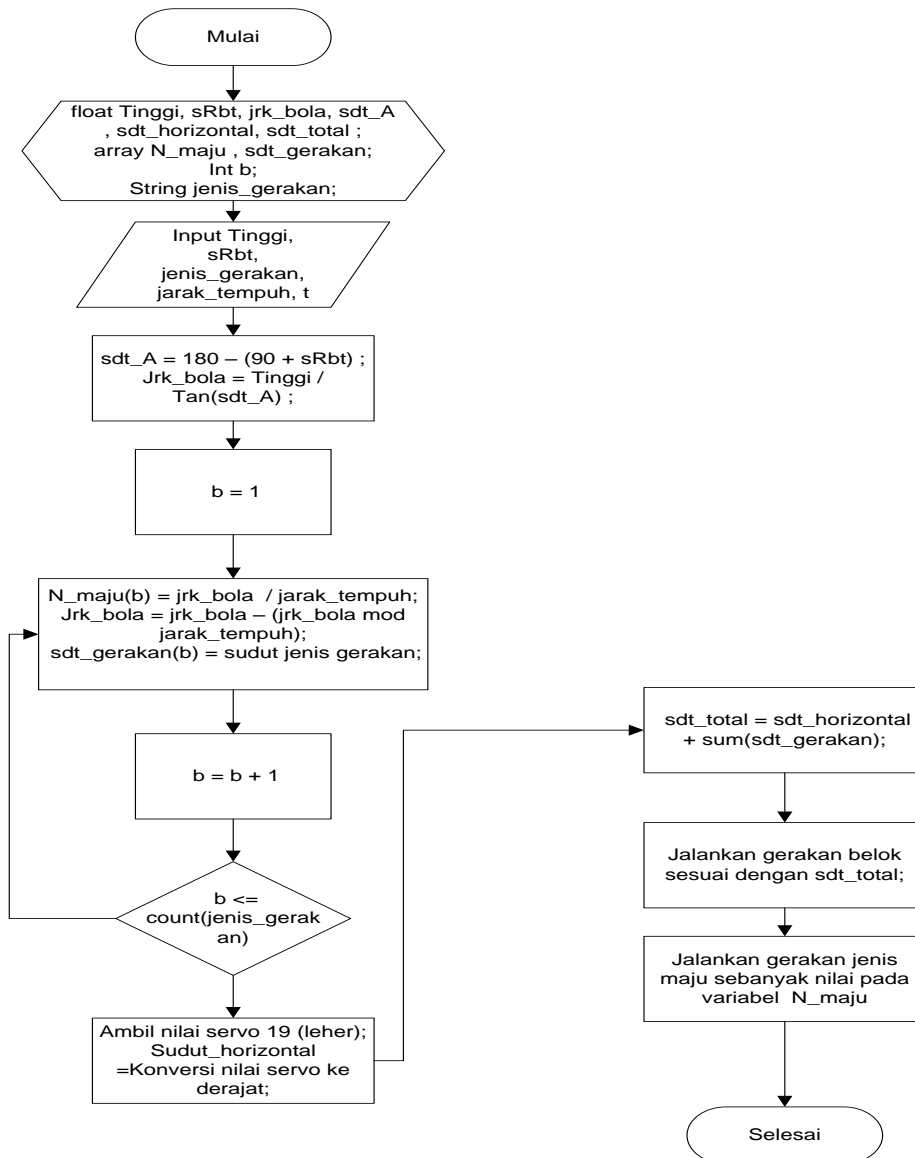 Mulai
float Tinggi, sRbt, jrk_bola, sdt_A
, sdt_horizontal, sdt_total ;
array N_maju , sdt_gerakan;
Int b;
String jenis_gerakan;
Input Tinggi,
sRbt,
jenis_gerakan,
jarak_tempuh, t
sdt_A = 180 – (90 + sRbt) ;
Jrk_bola = Tinggi /
Tan(sdt_A) ;
b = 1
N_maju(b) = jrk_bola / jarak_tempuh;
Jrk_bola = jrk_bola – (jrk_bola mod
jarak_tempuh);
sdt_gerakan(b) = sudut jenis gerakan;
b = b + 1
b <=
count(jenis_gerak
an)
Ambil nilai servo 19 (leher);
Sudut_horizontal
=Konversi nilai servo ke
derajat;
sdt_total = sdt_horizontal
+ sum(sdt_gerakan);
Jalankan gerakan belok
sesuai dengan sdt_total;
Jalankan gerakan jenis
maju sebanyak nilai pada
variabel N_maju
Selesai